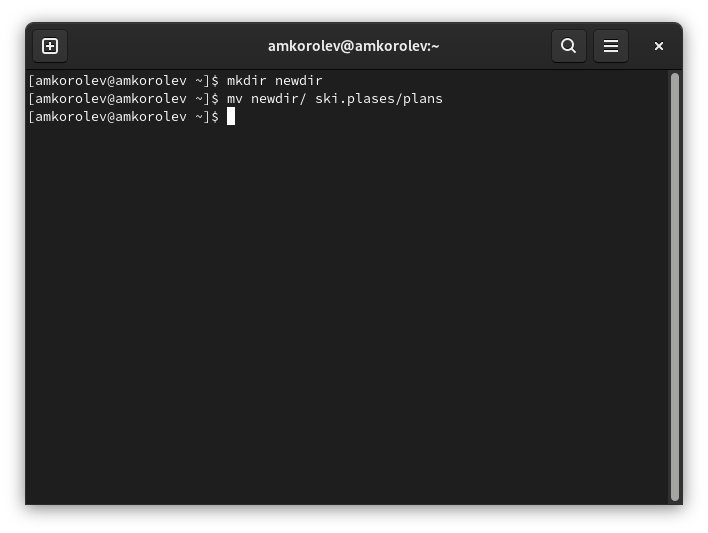 amkorolev@amkorolev:~
[amkorolev@amkorolev ~]$ mkdir newdir
[amkorolev@amkorolev ~]$ mv newdir/ ski.plases/plans
[amkorolev@amkorolev ~]$